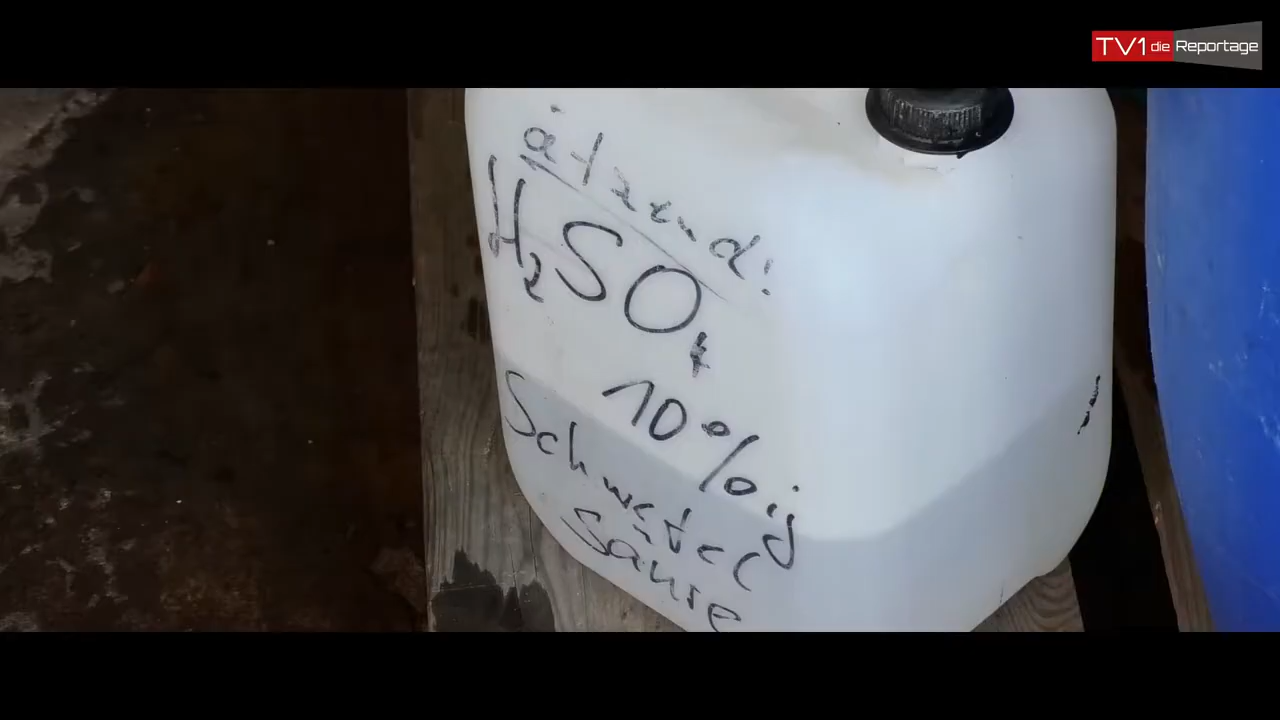 TV1 die Reportage
ätzend!
H₂SO₄
10%ig
Schwefel
säure